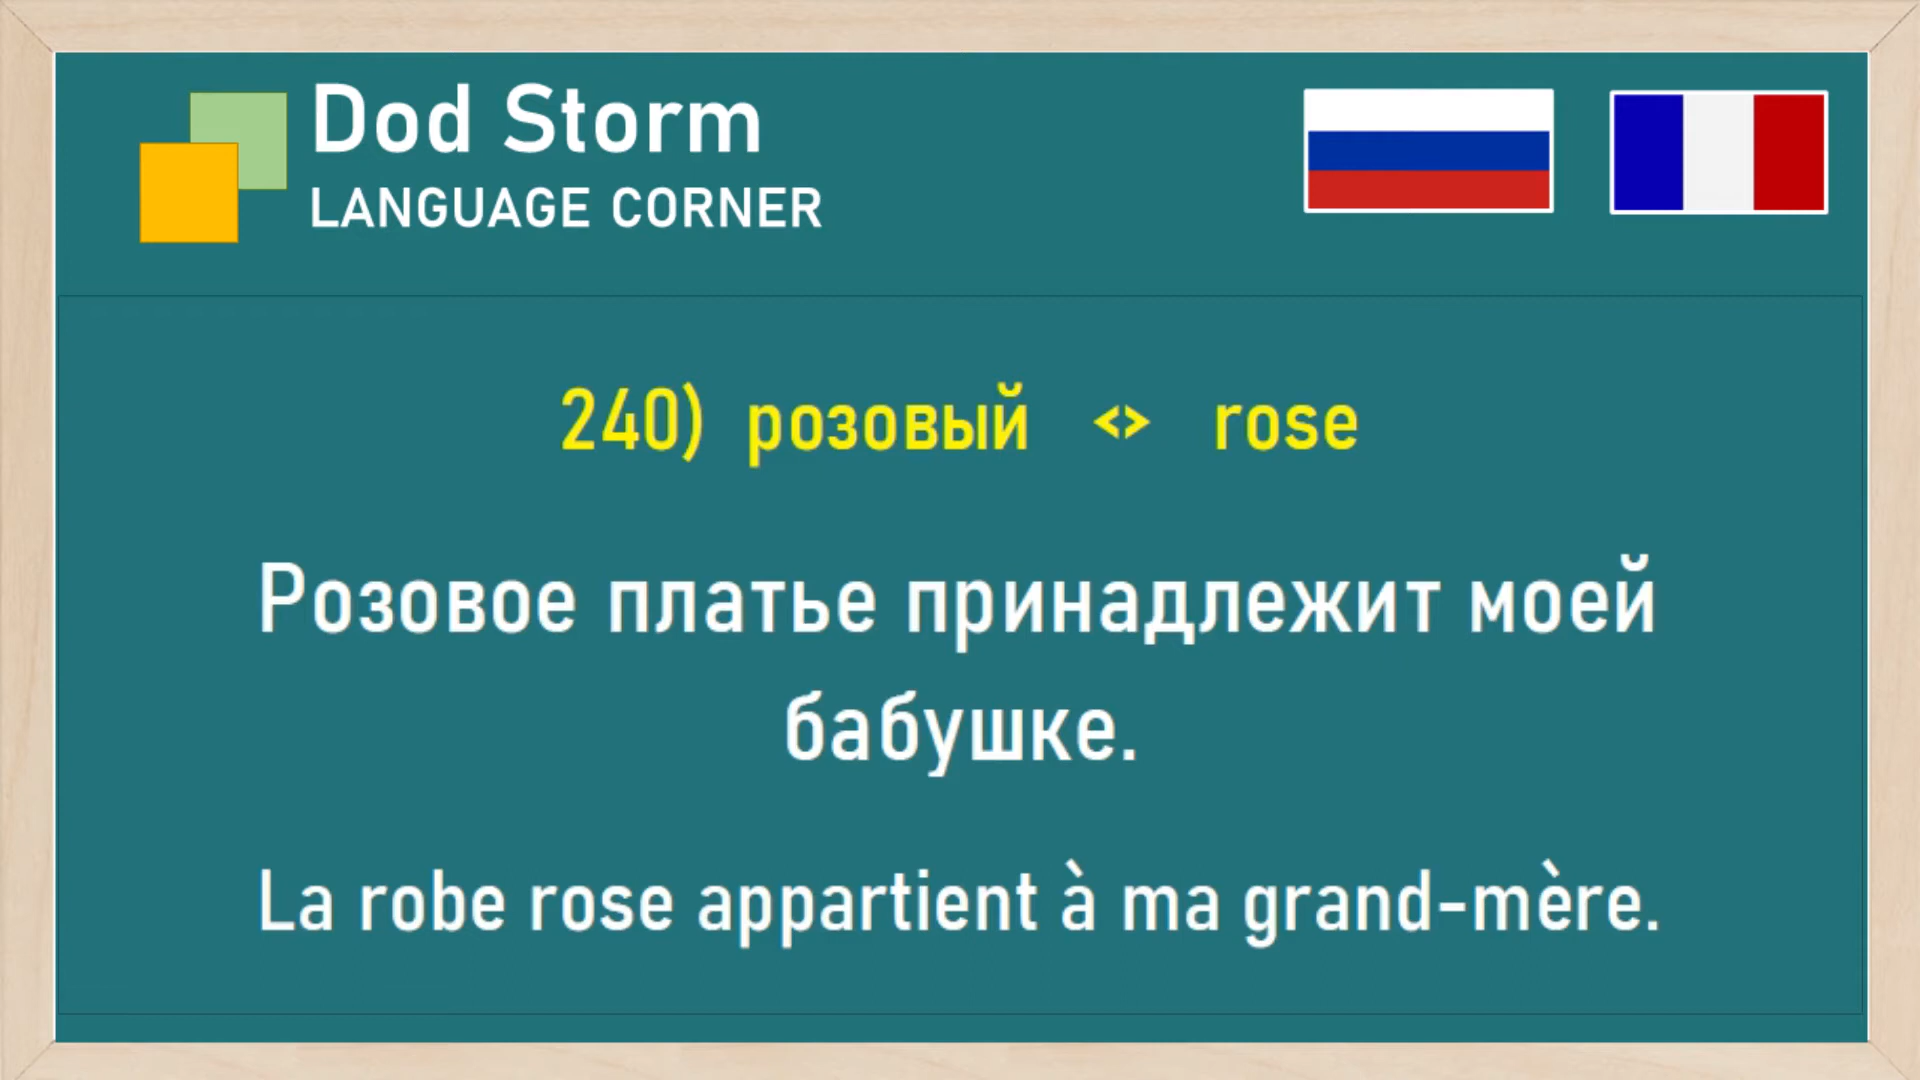 Dod Storm
LANGUAGE CORNER
240) розовый <> rose
Розовое платье принадлежит моей
бабушке.
La robe rose appartient à ma grand-mère.